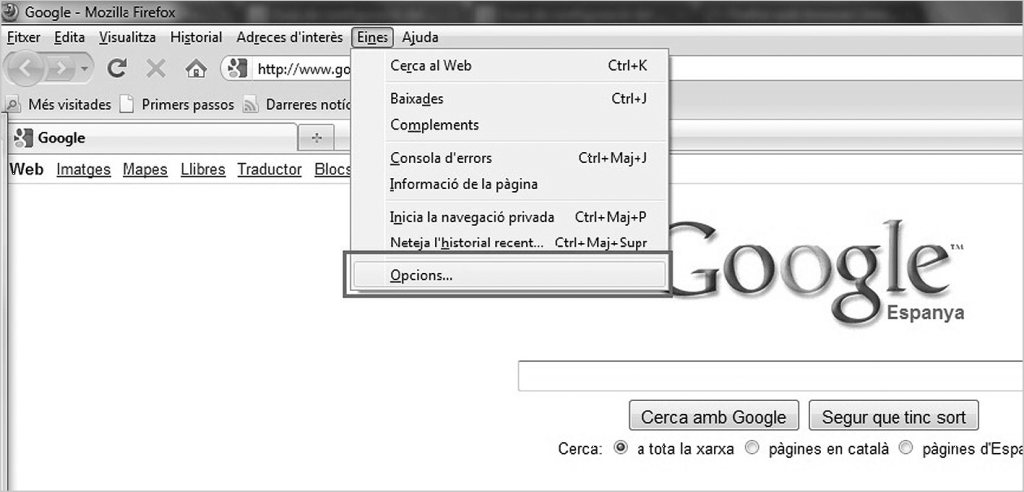 Google - Mozilla Firefox
Fitxer Edita Visualitza Historial Adreces d'interès Eines Ajuda
http://www.go
Cerca al Web Ctrl+K
Més visitades Primers passos Darreres notíc
Baixades Ctrl+J
Complements
Google
Consola d'errors Ctrl+Maj+J
Web Imatges Mapes Llibres Traductor Blocs
Informació de la pàgina
Inicia la navegació privada Ctrl+Maj+P
Neteja l'historial recent... Ctrl+Maj+Supr
Opcions...
Google™
Espanya
Cerca amb Google Segur que tinc sort
Cerca: a tota la xarxa pàgines en català pàgines d'Espa